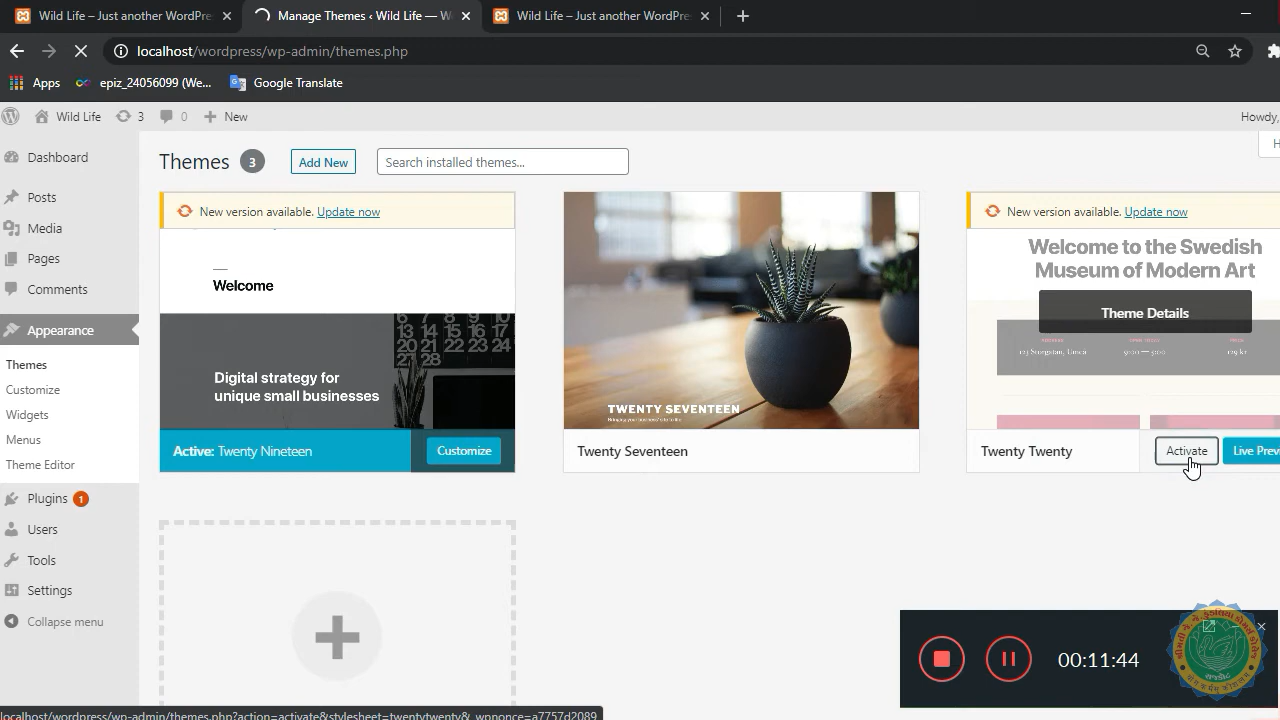 Wild Life – Just another WordPre
Manage Themes ‹ Wild Life — W
Wild Life – Just another WordPre
localhost/wordpress/wp-admin/themes.php
Apps
epiz_24056099 (We...
Google Translate
Wild Life
3
0
New
Howdy,
Dashboard
Posts
Media
Pages
Comments
Appearance
Themes
Customize
Widgets
Menus
Theme Editor
Plugins 1
Users
Tools
Settings
Collapse menu
Themes 3
Add New
Search installed themes...
H
New version available. Update now
Welcome
Digital strategy for
unique small businesses
Active: Twenty Nineteen
Customize
TWENTY SEVENTEEN
Twenty Seventeen
New version available. Update now
Welcome to the Swedish
Museum of Modern Art
Theme Details
Twenty Twenty
Activate
Live Previ
00:11:44
localhost/wordpress/wp-admin/themes.php?action=activate&stylesheet=twentytwenty&_wpnonce=a7757d2089